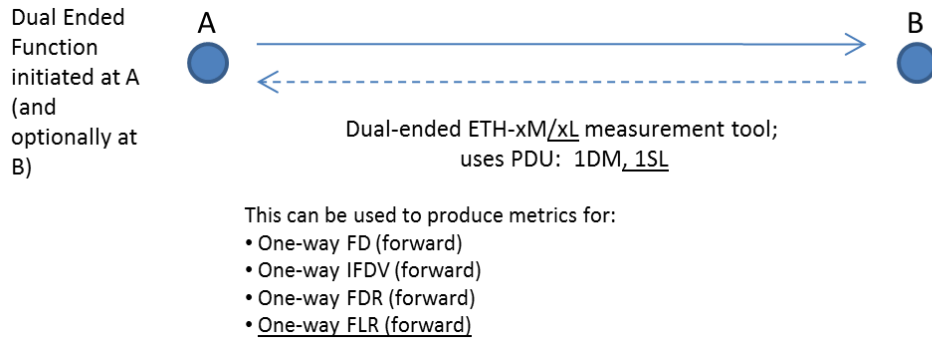 Dual Ended
Function
initiated at A
(and
optionally at
B)
A
B
Dual-ended ETH-xM/xL measurement tool;
uses PDU: 1DM, 1SL
This can be used to produce metrics for:
• One-way FD (forward)
• One-way IFDV (forward)
• One-way FDR (forward)
• One-way FLR (forward)